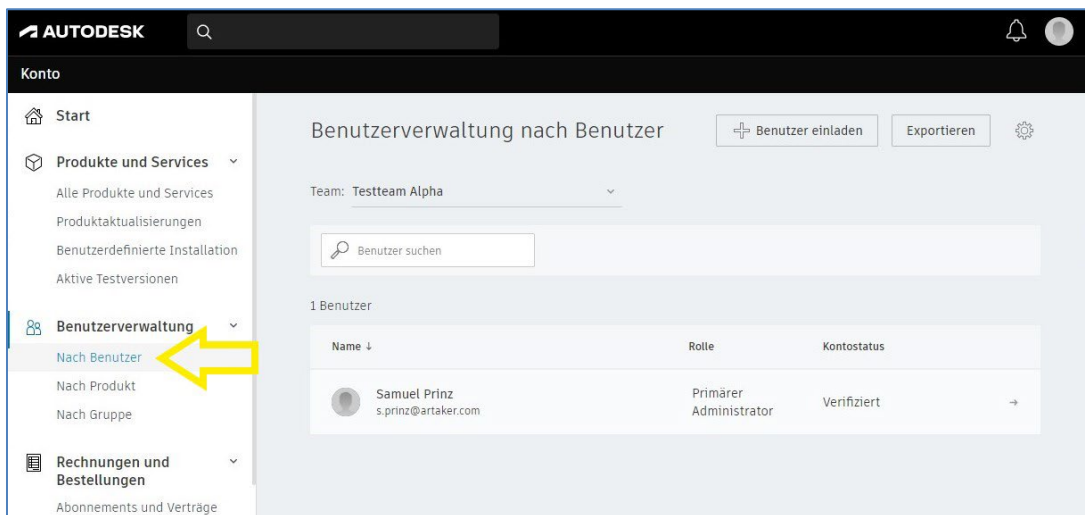 AUTODESK
Konto
Start
Produkte und Services
Alle Produkte und Services
Produktaktualisierungen
Benutzerdefinierte Installation
Aktive Testversionen
Benutzerverwaltung
Nach Benutzer
Nach Produkt
Nach Gruppe
Rechnungen und
Bestellungen
Abonnements und Verträge
Benutzerverwaltung nach Benutzer
Benutzer einladen
Exportieren
Team: Testteam Alpha
Benutzer suchen
1 Benutzer
Name ↓ Rolle Kontostatus
Samuel Prinz
s.prinz@artaker.com
Primärer
Administrator
Verifiziert →